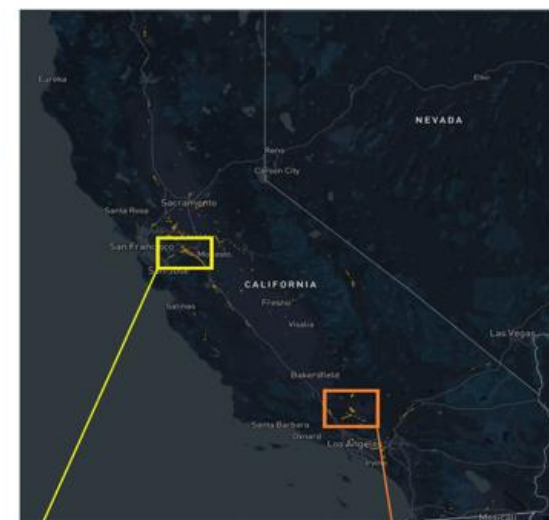 Eureka
Elko
NEVADA
Reno
Carson City
Sacramento
Santa Rosa
San Francisco
Modesto
San Jose
CALIFORNIA
Salinas
Fresno
Visalia
Las Vegas
Bakersfield
Santa Barbara
Oxnard
Los Angeles
Irvine
Mexicali